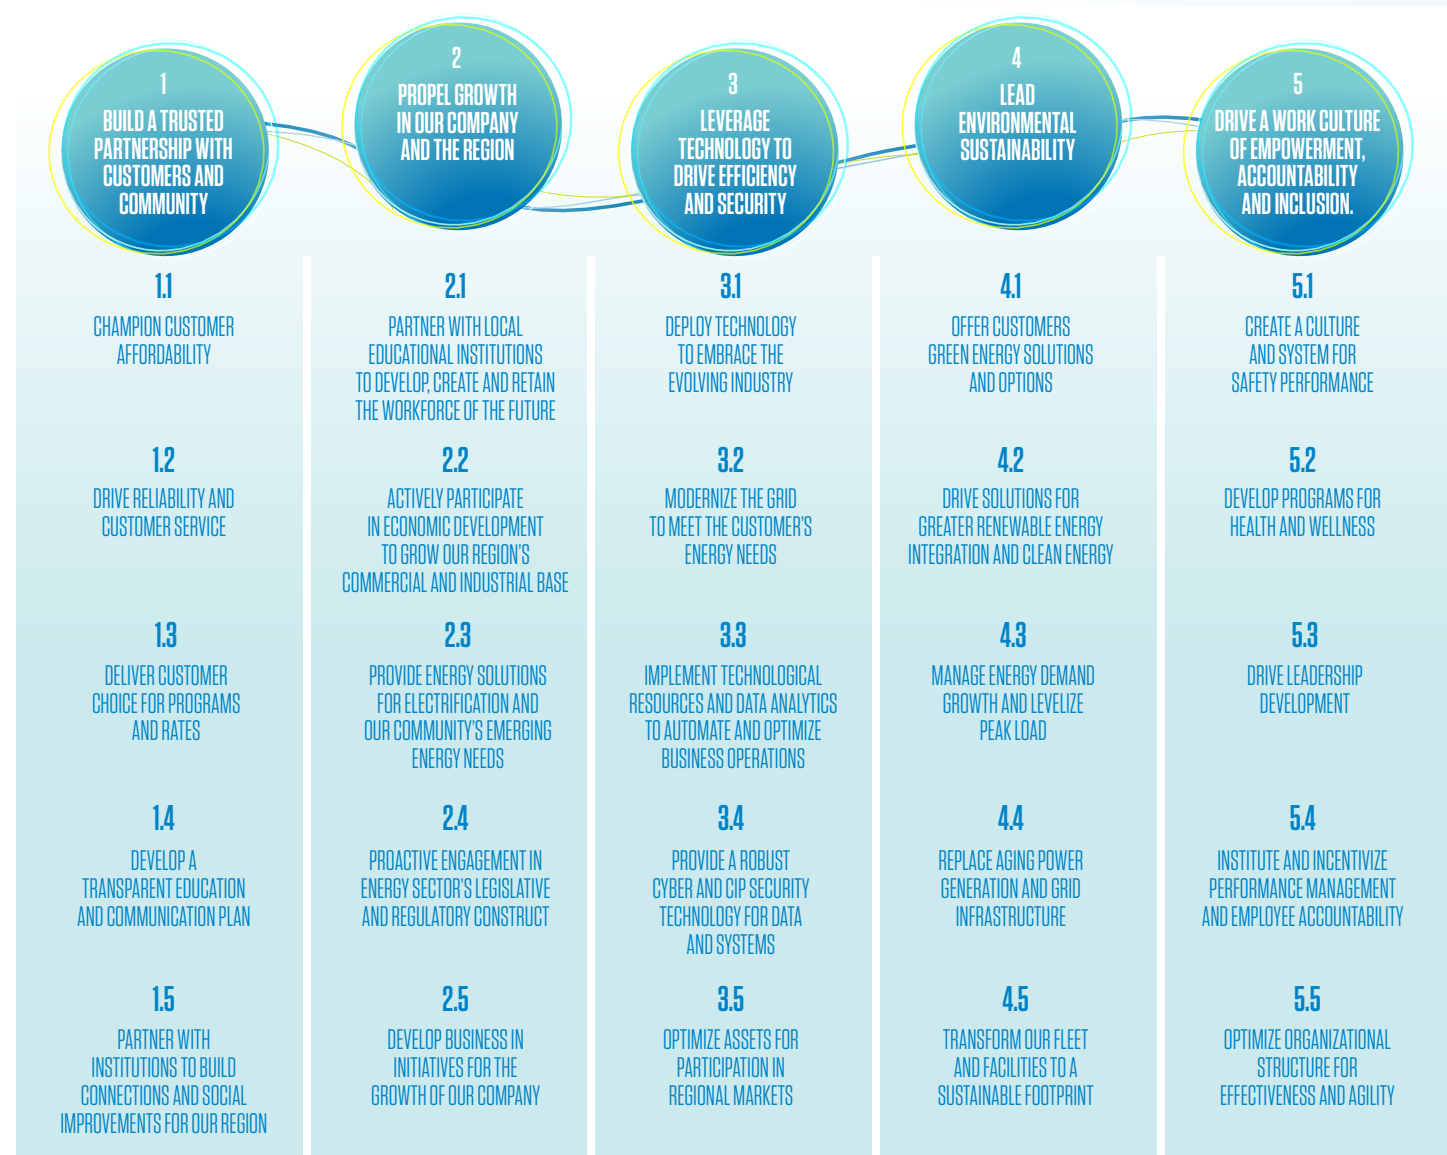 1
BUILD A TRUSTED
PARTNERSHIP WITH
CUSTOMERS AND
COMMUNITY
1.1
CHAMPION CUSTOMER
AFFORDABILITY
1.2
DRIVE RELIABILITY AND
CUSTOMER SERVICE
1.3
DELIVER CUSTOMER
CHOICE FOR PROGRAMS
AND RATES
1.4
DEVELOP A
TRANSPARENT EDUCATION
AND COMMUNICATION PLAN
1.5
PARTNER WITH
INSTITUTIONS TO BUILD
CONNECTIONS AND SOCIAL
IMPROVEMENTS FOR OUR REGION
2
PROPEL GROWTH
IN OUR COMPANY
AND THE REGION
2.1
PARTNER WITH LOCAL
EDUCATIONAL INSTITUTIONS
TO DEVELOP, CREATE AND RETAIN
THE WORKFORCE OF THE FUTURE
2.2
ACTIVELY PARTICIPATE
IN ECONOMIC DEVELOPMENT
TO GROW OUR REGION'S
COMMERCIAL AND INDUSTRIAL BASE
2.3
PROVIDE ENERGY SOLUTIONS
FOR ELECTRIFICATION AND
OUR COMMUNITY'S EMERGING
ENERGY NEEDS
2.4
PROACTIVE ENGAGEMENT IN
ENERGY SECTOR'S LEGISLATIVE
AND REGULATORY CONSTRUCT
2.5
DEVELOP BUSINESS IN
INITIATIVES FOR THE
GROWTH OF OUR COMPANY
3
LEVERAGE
TECHNOLOGY TO
DRIVE EFFICIENCY
AND SECURITY
3.1
DEPLOY TECHNOLOGY
TO EMBRACE THE
EVOLVING INDUSTRY
3.2
MODERNIZE THE GRID
TO MEET THE CUSTOMER'S
ENERGY NEEDS
3.3
IMPLEMENT TECHNOLOGICAL
RESOURCES AND DATA ANALYTICS
TO AUTOMATE AND OPTIMIZE
BUSINESS OPERATIONS
3.4
PROVIDE A ROBUST
CYBER AND CIP SECURITY
TECHNOLOGY FOR DATA
AND SYSTEMS
3.5
OPTIMIZE ASSETS FOR
PARTICIPATION IN
REGIONAL MARKETS
4
LEAD
ENVIRONMENTAL
SUSTAINABILITY
4.1
OFFER CUSTOMERS
GREEN ENERGY SOLUTIONS
AND OPTIONS
4.2
DRIVE SOLUTIONS FOR
GREATER RENEWABLE ENERGY
INTEGRATION AND CLEAN ENERGY
4.3
MANAGE ENERGY DEMAND
GROWTH AND LEVELIZE
PEAK LOAD
4.4
REPLACE AGING POWER
GENERATION AND GRID
INFRASTRUCTURE
4.5
TRANSFORM OUR FLEET
AND FACILITIES TO A
SUSTAINABLE FOOTPRINT
5
DRIVE A WORK CULTURE
OF EMPOWERMENT,
ACCOUNTABILITY
AND INCLUSION.
5.1
CREATE A CULTURE
AND SYSTEM FOR
SAFETY PERFORMANCE
5.2
DEVELOP PROGRAMS FOR
HEALTH AND WELLNESS
5.3
DRIVE LEADERSHIP
DEVELOPMENT
5.4
INSTITUTE AND INCENTIVIZE
PERFORMANCE MANAGEMENT
AND EMPLOYEE ACCOUNTABILITY
5.5
OPTIMIZE ORGANIZATIONAL
STRUCTURE FOR
EFFECTIVENESS AND AGILITY